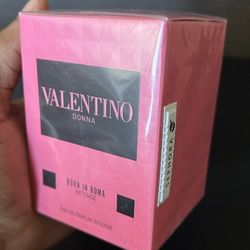 VALENTINO
DONNA
BORN IN ROMA
INTENSE
EAU DE PARFUM INTENSE
SEPHORA